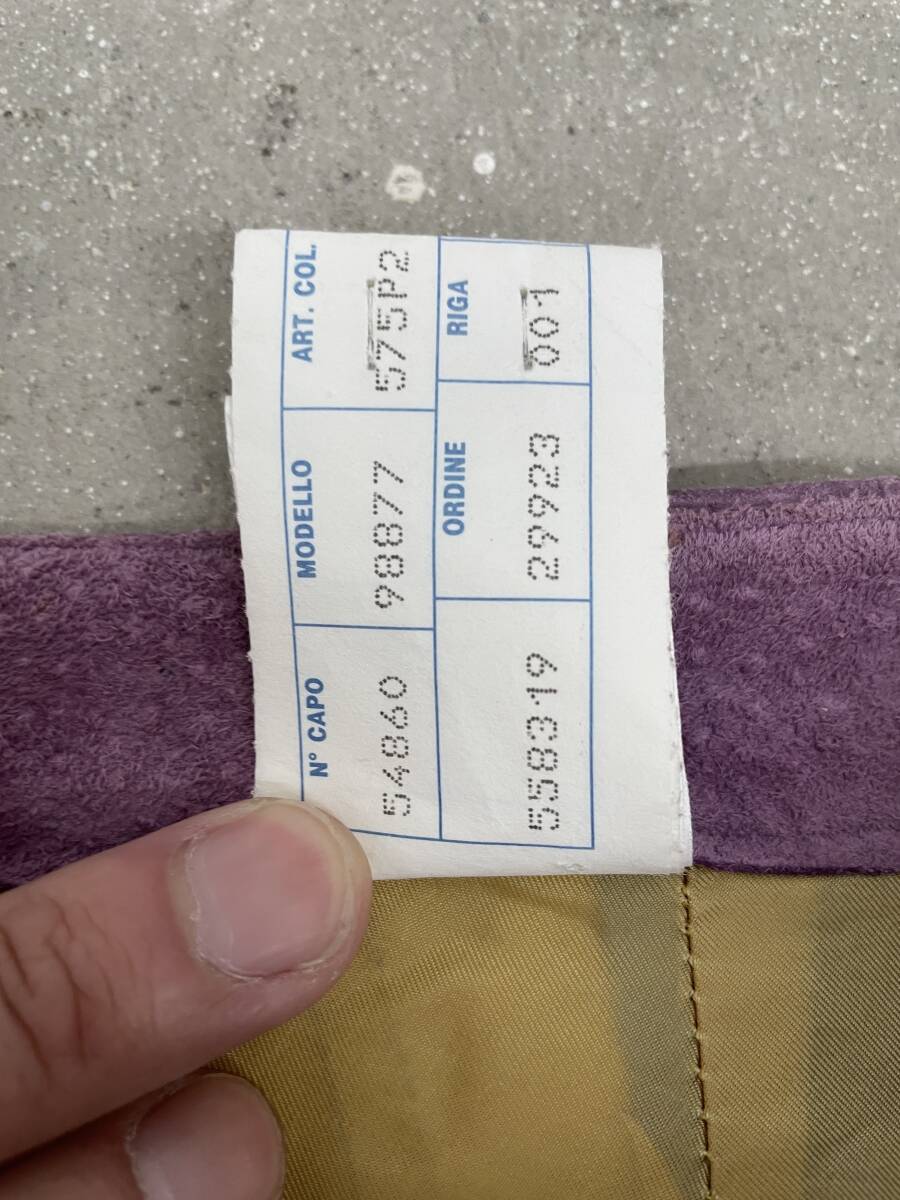 N° CAPO MODELLO ART. COL.
54860 98877 575P2
ORDINE RIGA
558319 29923 001